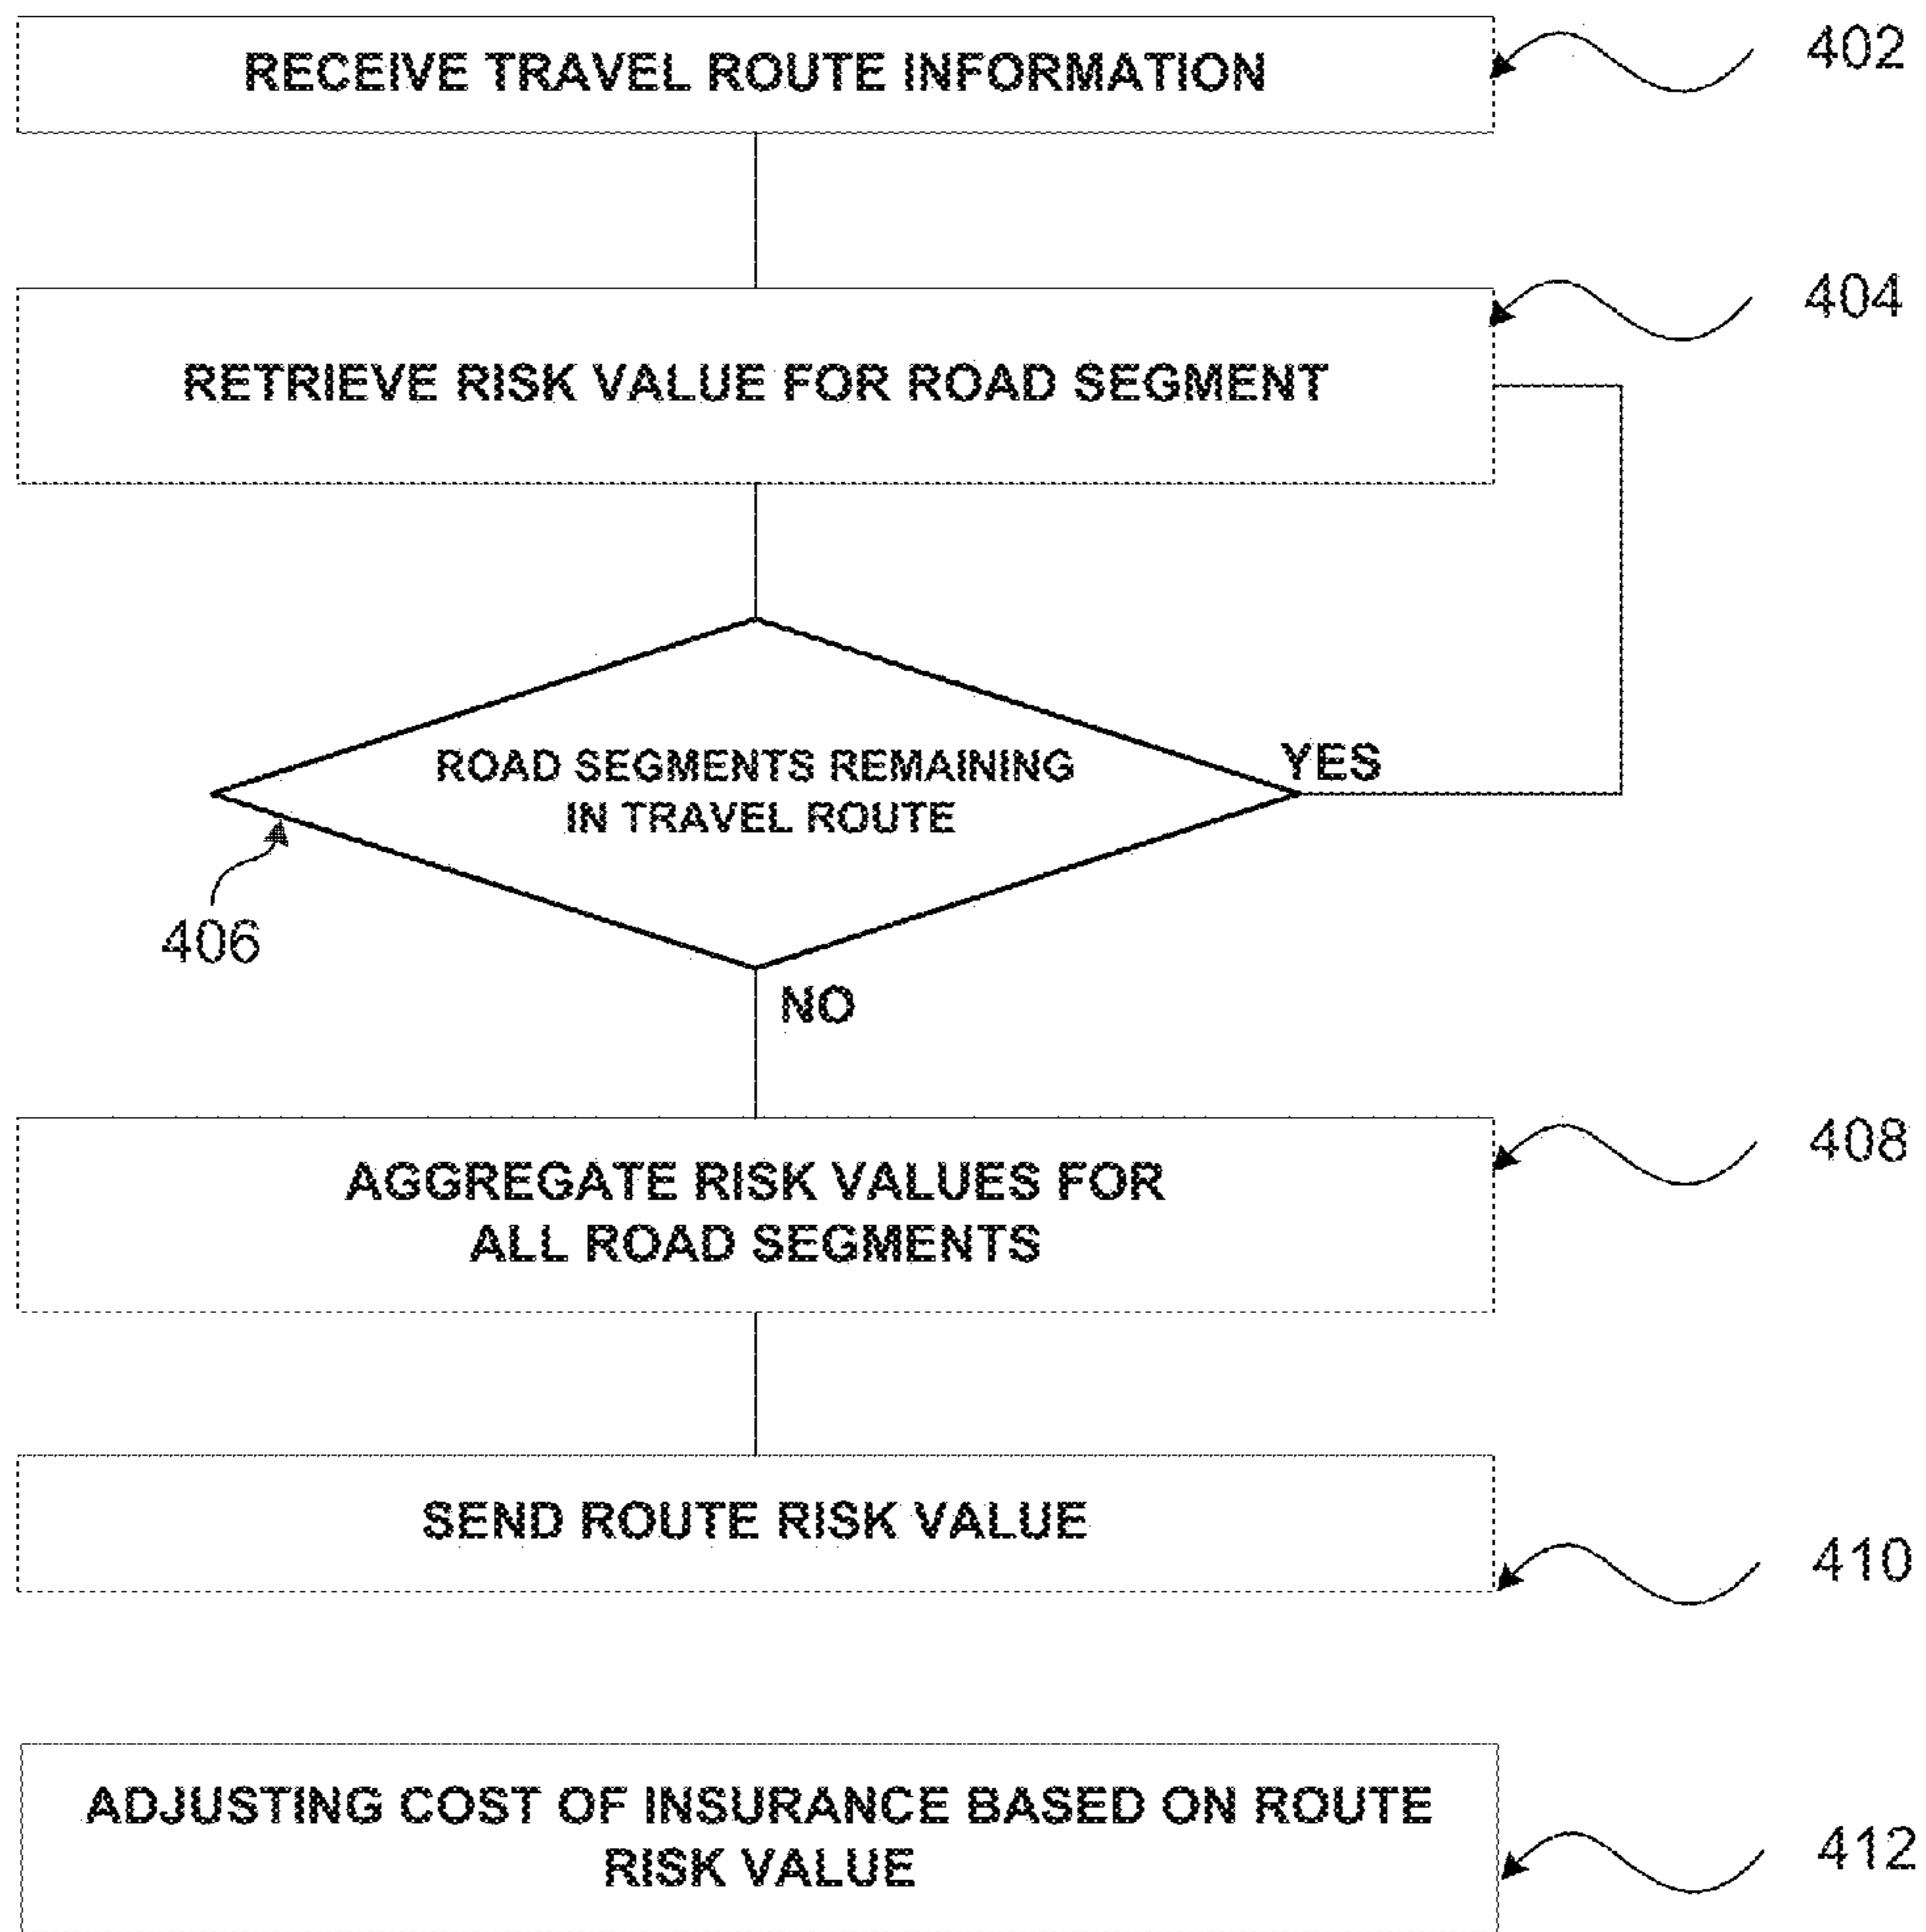 RECEIVE TRAVEL ROUTE INFORMATION
402
RETRIEVE RISK VALUE FOR ROAD SEGMENT
404
ROAD SEGMENTS REMAINING
IN TRAVEL ROUTE
YES
406
NO
AGGREGATE RISK VALUES FOR
ALL ROAD SEGMENTS
408
SEND ROUTE RISK VALUE
410
ADJUSTING COST OF INSURANCE BASED ON ROUTE
RISK VALUE
412